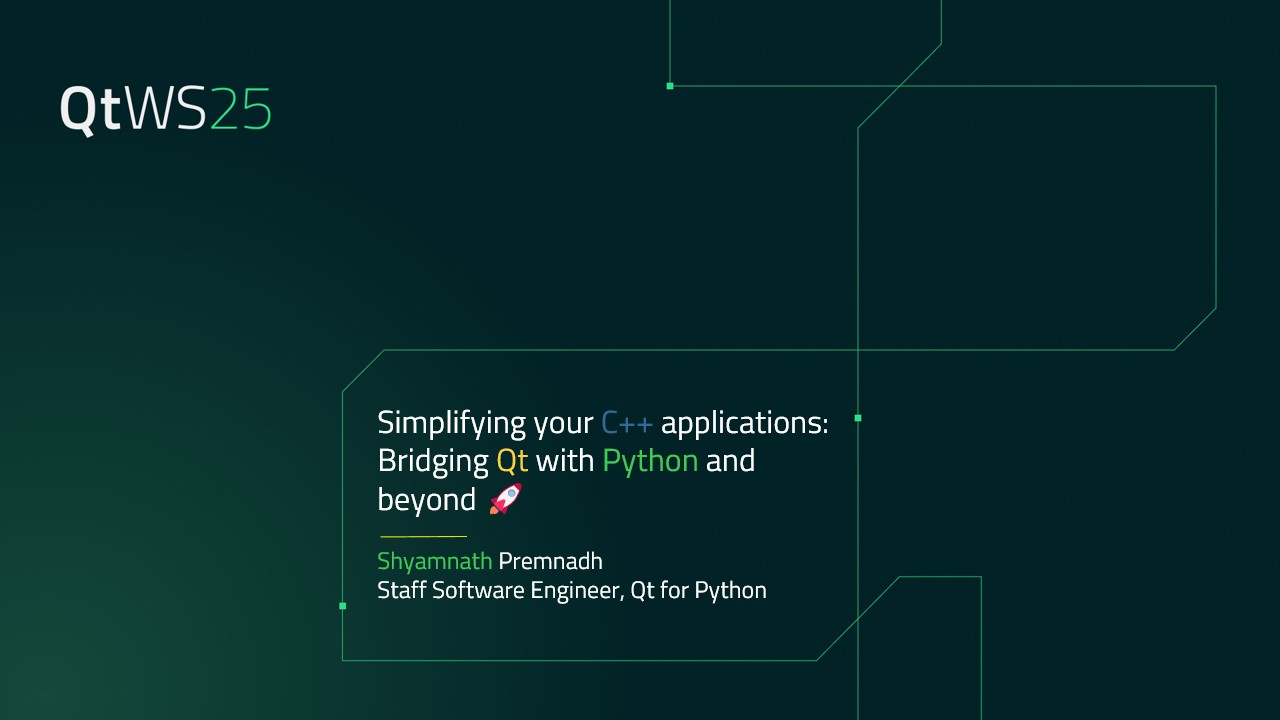 QtWS25
Simplifying your C++ applications:
Bridging Qt with Python and
beyond 🚀
Shyamnath Premnadh
Staff Software Engineer, Qt for Python